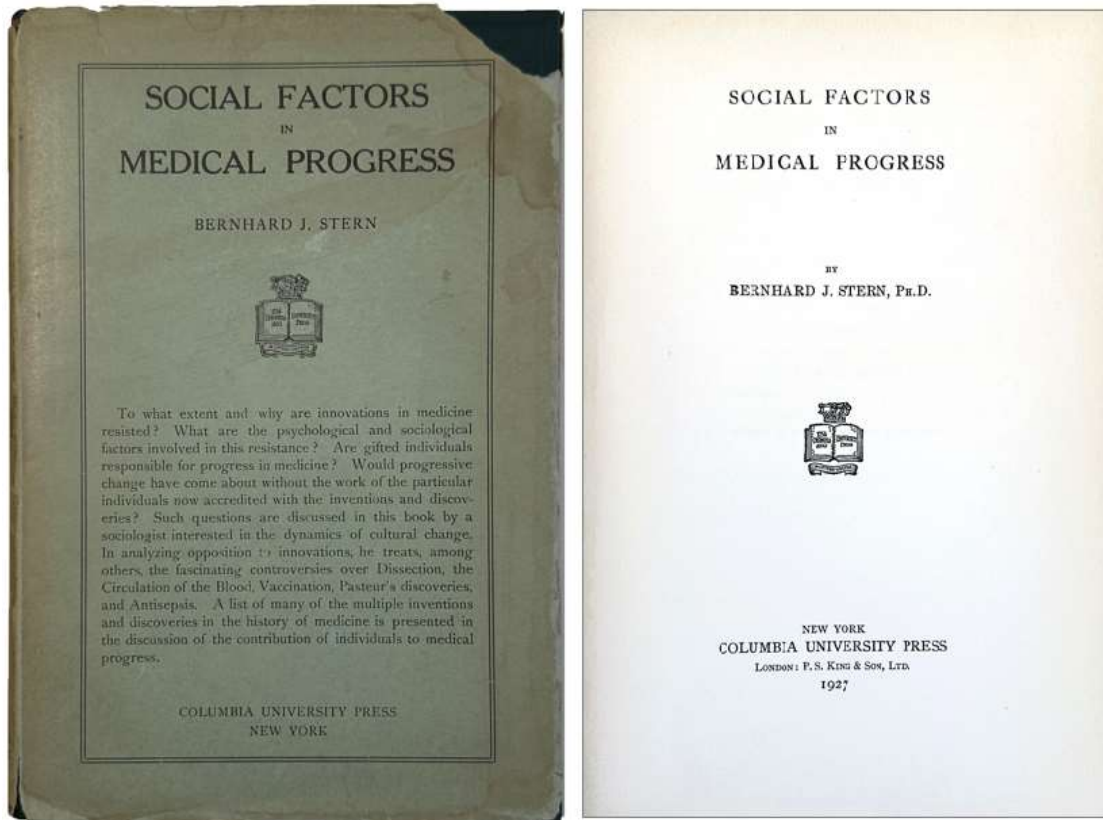 SOCIAL FACTORS
IN
MEDICAL PROGRESS
BERNHARD J. STERN
To what extent and why are innovations in medicine
resisted? What are the psychological and sociological
factors involved in this resistance? Are gifted individuals
responsible for progress in medicine? Would progressive
change have come about without the work of the particular
individuals now accredited with the inventions and discov-
eries? Such questions are discussed in this book by a
sociologist interested in the dynamics of cultural change.
In analyzing opposition to innovations, he treats, among
others, the fascinating controversies over Dissection, the
Circulation of the Blood, Vaccination, Pasteur's discoveries,
and Antisepsis. A list of many of the multiple inventions
and discoveries in the history of medicine is presented in
the discussion of the contribution of individuals to medical
progress.
COLUMBIA UNIVERSITY PRESS
NEW YORK
SOCIAL FACTORS
IN
MEDICAL PROGRESS
BY
BERNHARD J. STERN, PH.D.
NEW YORK
COLUMBIA UNIVERSITY PRESS
LONDON: P. S. KING & SON, LTD.
1927